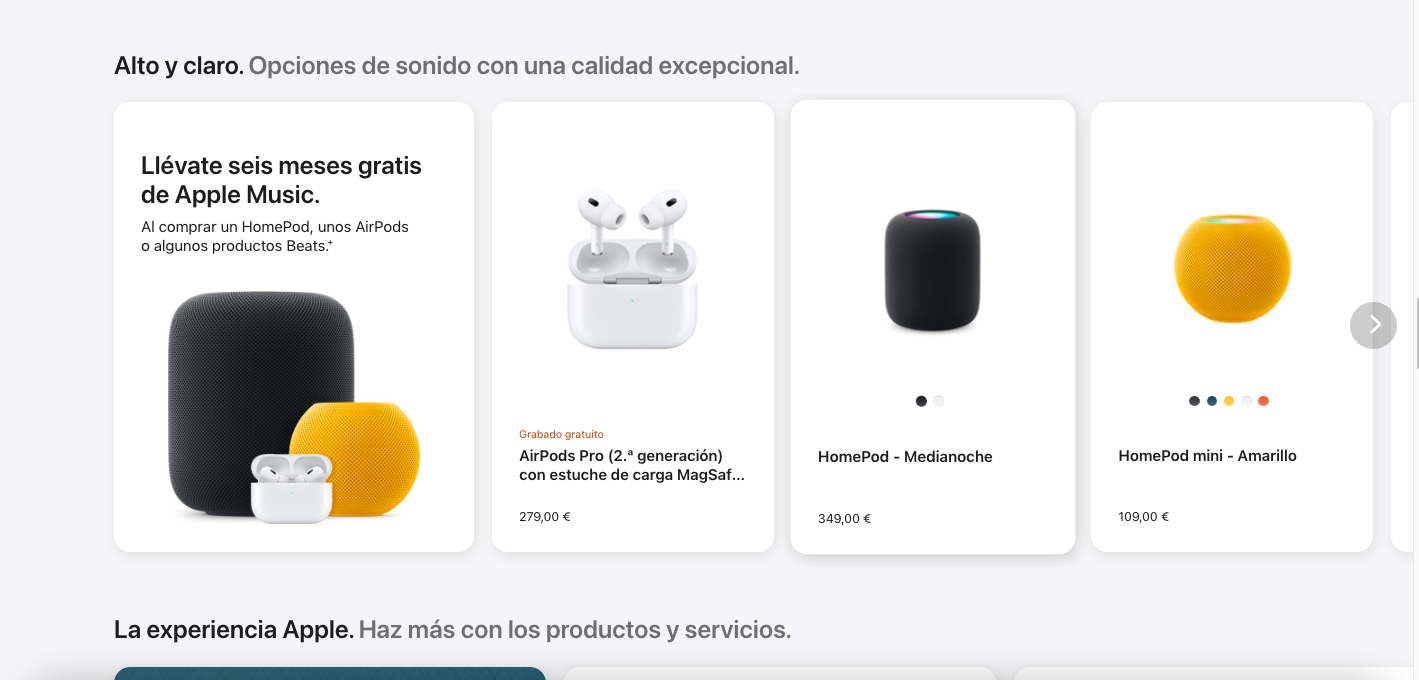 Alto y claro. Opciones de sonido con una calidad excepcional.
Llévate seis meses gratis
de Apple Music.
Al comprar un HomePod, unos AirPods
o algunos productos Beats.⁺
Grabado gratuito
AirPods Pro (2.ª generación)
con estuche de carga MagSaf...
279,00 €
HomePod - Medianoche
349,00 €
HomePod mini - Amarillo
109,00 €
La experiencia Apple. Haz más con los productos y servicios.